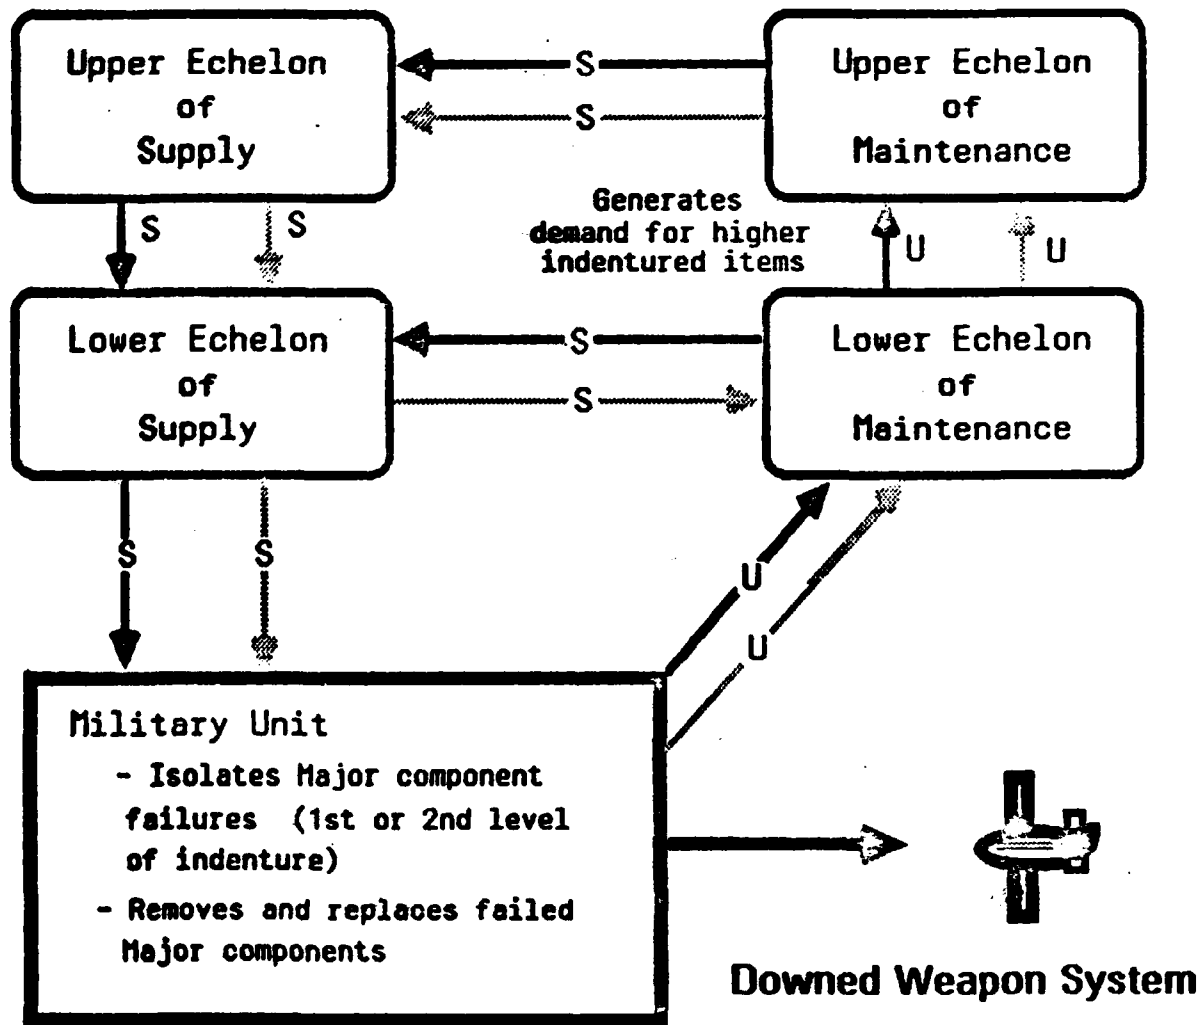 Upper Echelon
of
Supply
S
S
Upper Echelon
of
Maintenance
S
S
Generates
demand for higher
indentured items
U
U
Lower Echelon
of
Supply
S
S
Lower Echelon
of
Maintenance
S
S
U
U
Military Unit
- Isolates Major component
failures (1st or 2nd level
of indenture)
- Removes and replaces failed
Major components
Downed Weapon System